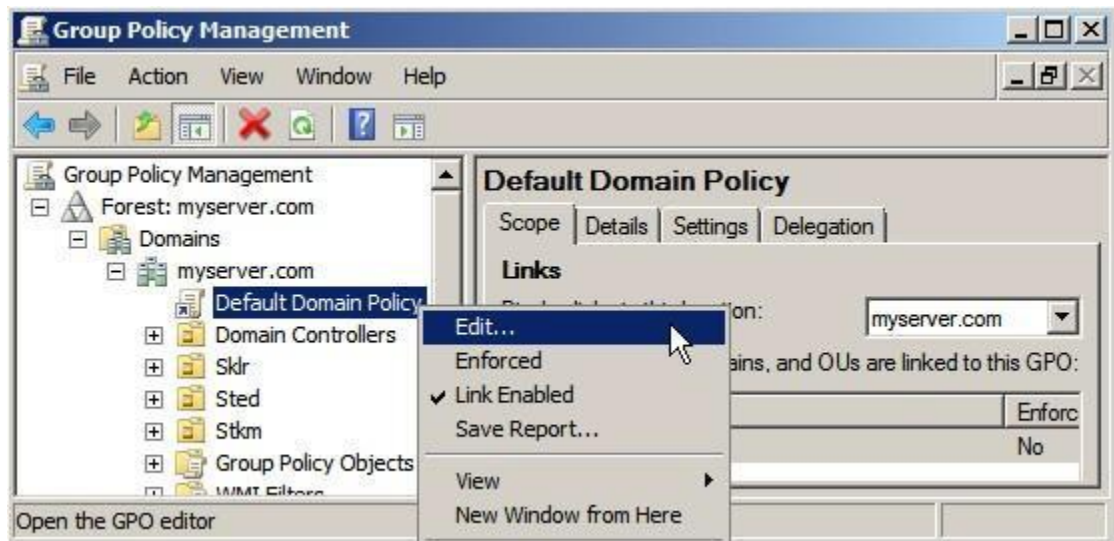 Group Policy Management
File Action View Window Help
Group Policy Management
Forest: myserver.com
Domains
myserver.com
Default Domain Policy
Domain Controllers
Sklr
Sted
Stkm
Group Policy Objects
WMI Filters
Default Domain Policy
Scope Details Settings Delegation
Links
on:
myserver.com
ains, and OUs are linked to this GPO:
Enforc
No
Edit...
Enforced
Link Enabled
Save Report...
View
New Window from Here
Open the GPO editor